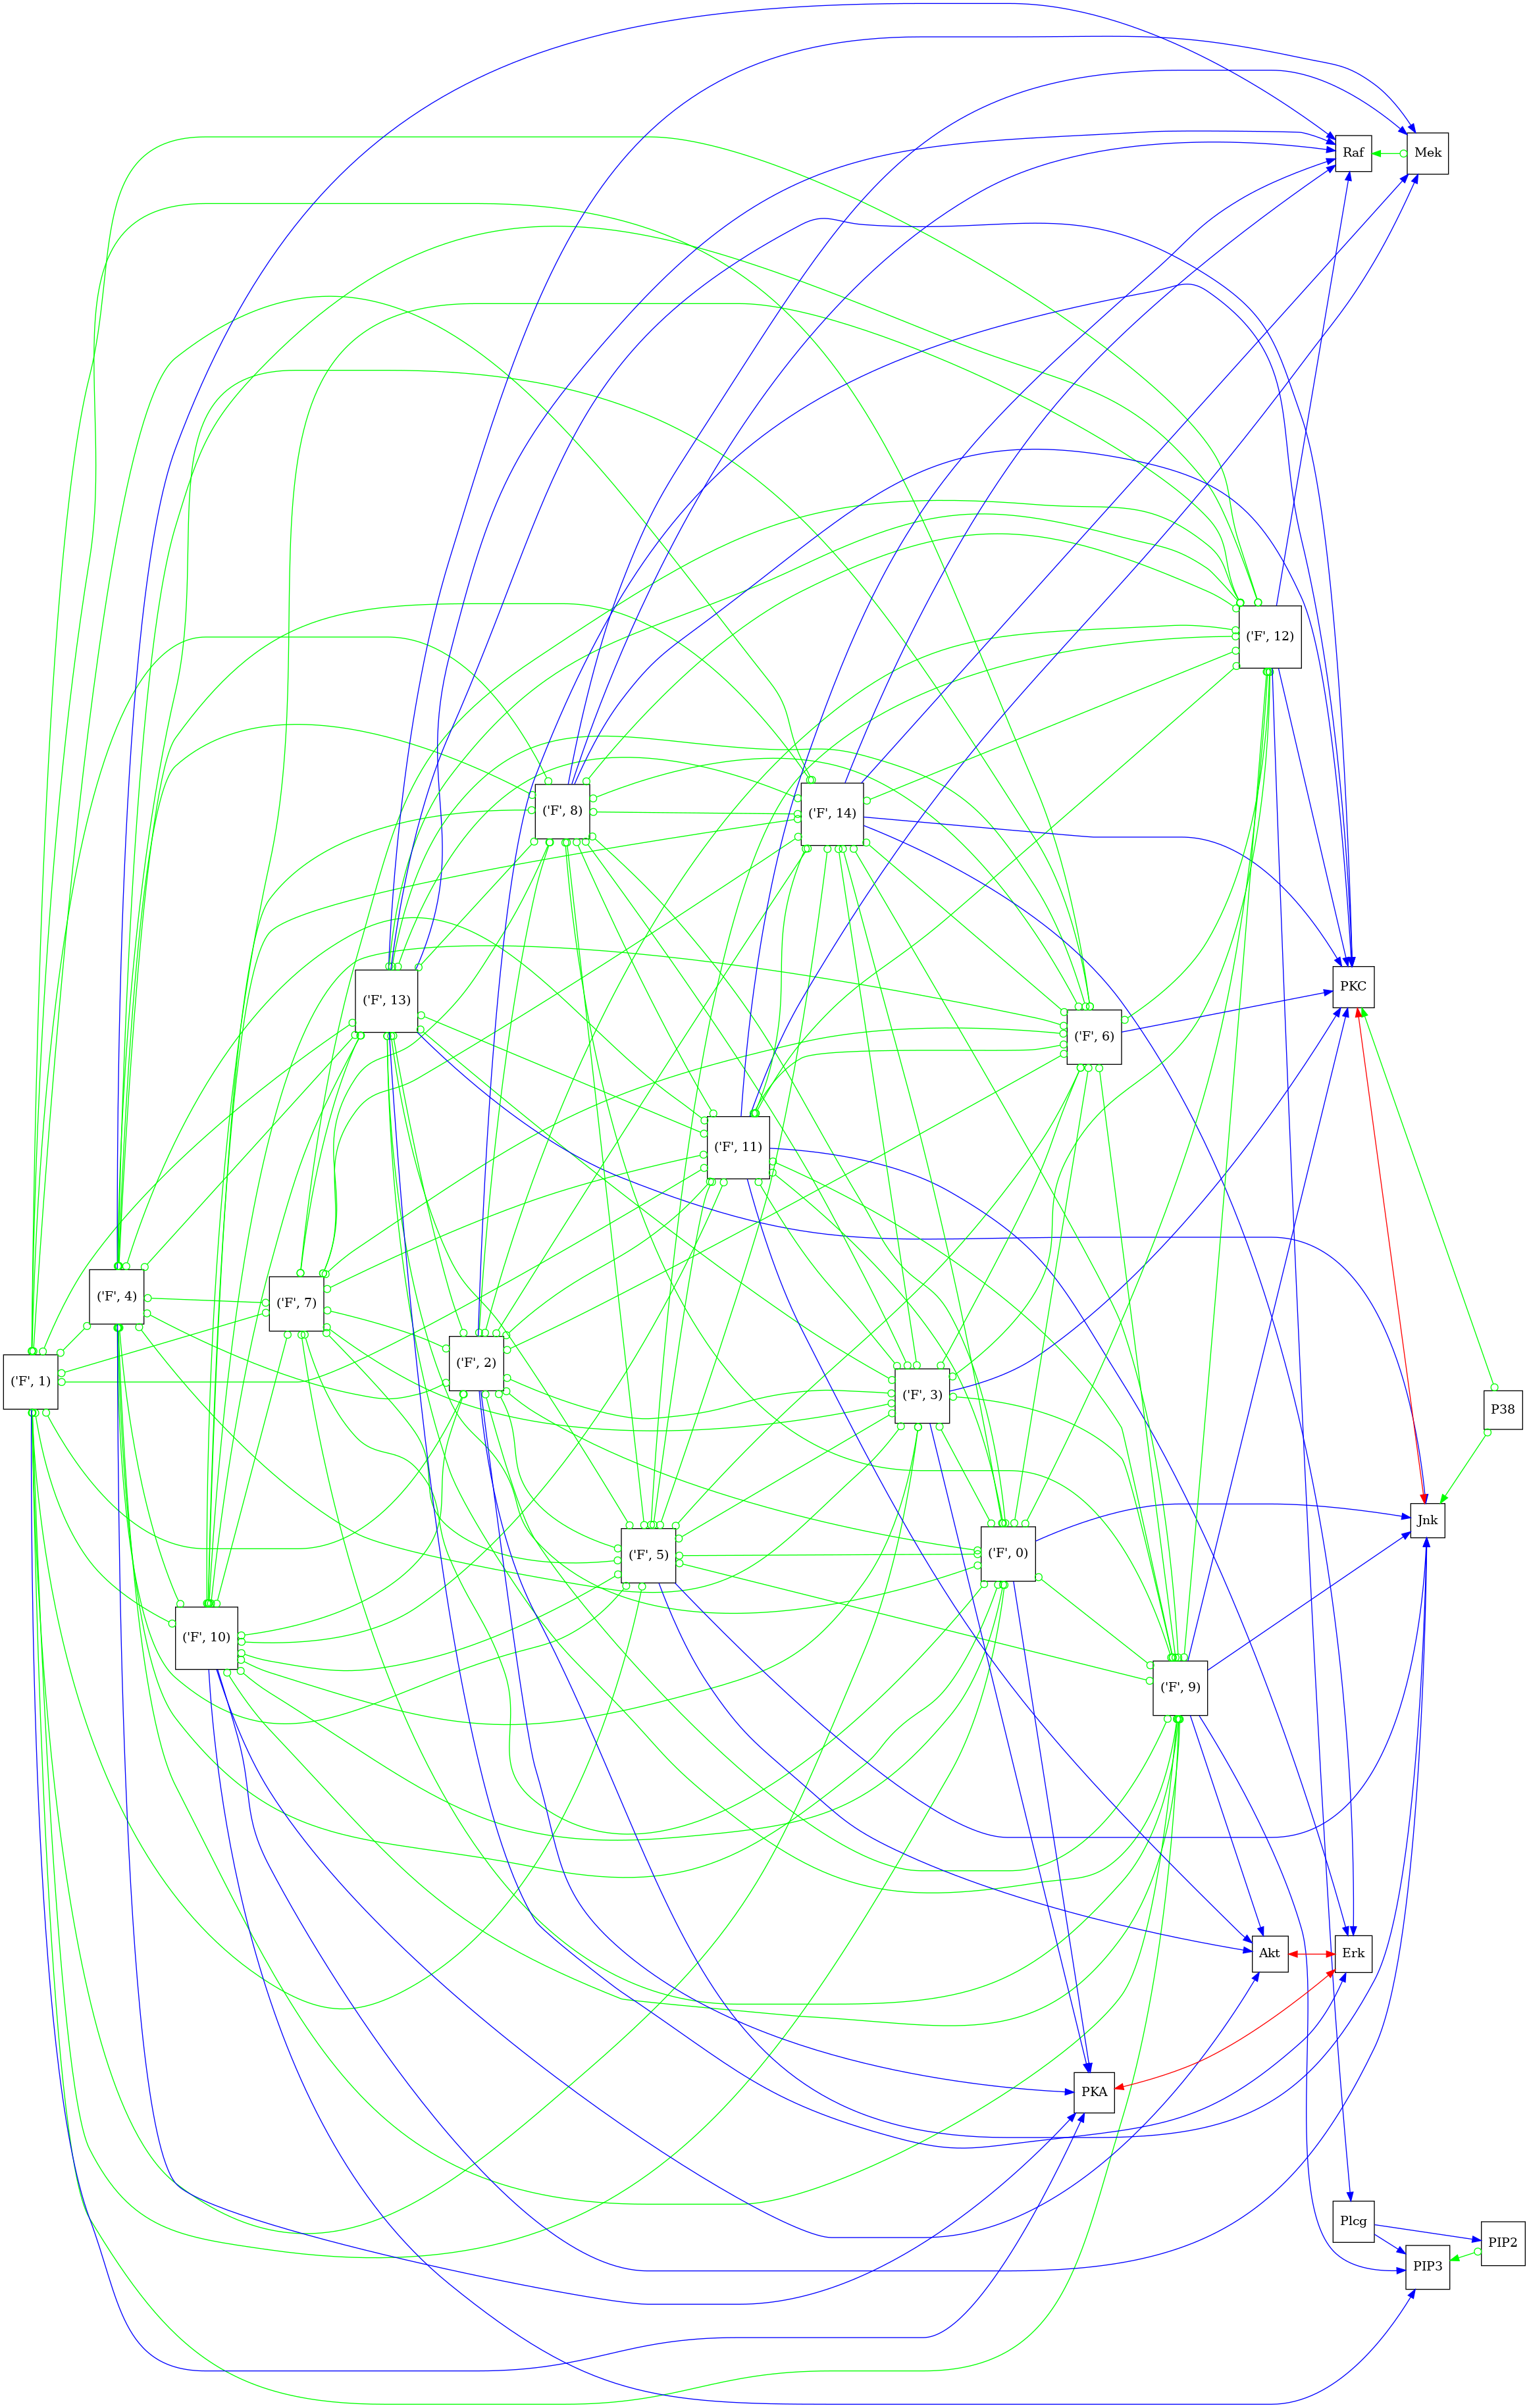 Raf
Mek
('F', 12)
('F', 8)
('F', 14)
PKC
('F', 13)
('F', 6)
('F', 11)
('F', 4)
('F', 7)
('F', 2)
('F', 1)
('F', 3)
P38
Jnk
('F', 5)
('F', 0)
('F', 10)
('F', 9)
Akt
Erk
PKA
Plcg
PIP2
PIP3